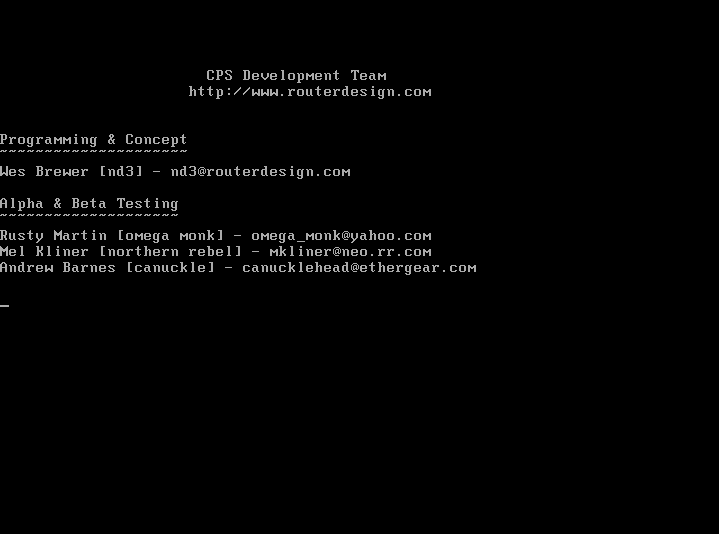 CPS Development Team
http://www.routerdesign.com
Programming & Concept
~~~~~~~~~~~~~~~~~~~~~
Wes Brewer [nd3] - nd3@routerdesign.com
Alpha & Beta Testing
~~~~~~~~~~~~~~~~~~~~
Rusty Martin [omega monk] - omega_monk@yahoo.com
Mel Kliner [northern rebel] - mkliner@neo.rr.com
Andrew Barnes [canuckle] - canucklehead@ethergear.com
_